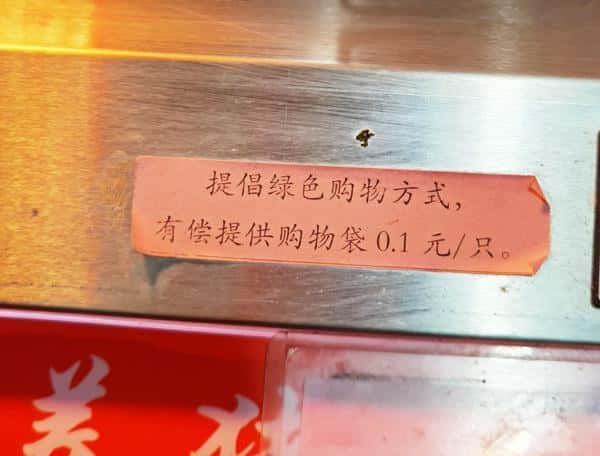 提倡绿色购物方式，
有偿提供购物袋 0.1 元/只。
美